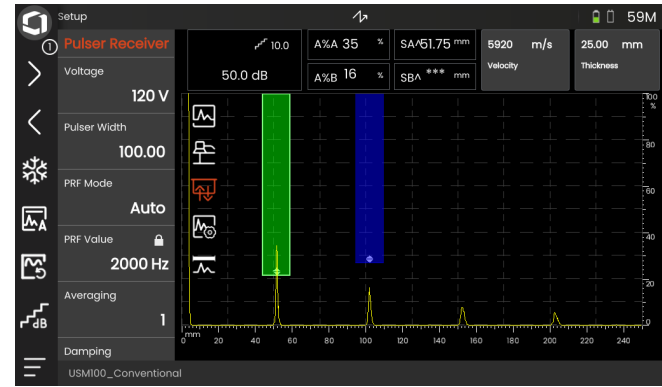 Setup
59M
1
Pulser Receiver
10.0
50.0 dB
A%A 35 %
A%B 16 %
SA^51.75 mm
SB^ *** mm
5920 m/s
Velocity
25.00 mm
Thickness
Voltage
120 V
Pulser Width
100.00
PRF Mode
Auto
PRF Value
2000 Hz
Averaging
1
Damping
100
%
80
60
40
20
0
mm
20 40 60 80 100 120 140 160 180 200 220 240
A
dB
USM100_Conventional